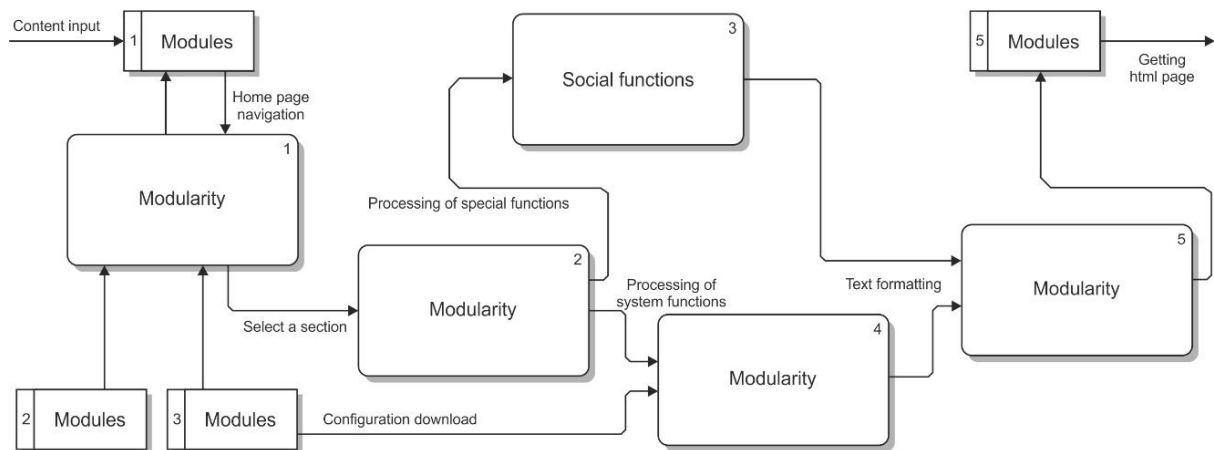 Content input
1
Modules
Home page
navigation
1
Modularity
2
Modules
3
Modules
Select a section
Configuration download
2
Modularity
Processing of special functions
3
Social functions
Processing of
system functions
4
Modularity
Text formatting
5
Modularity
5
Modules
Getting
html page